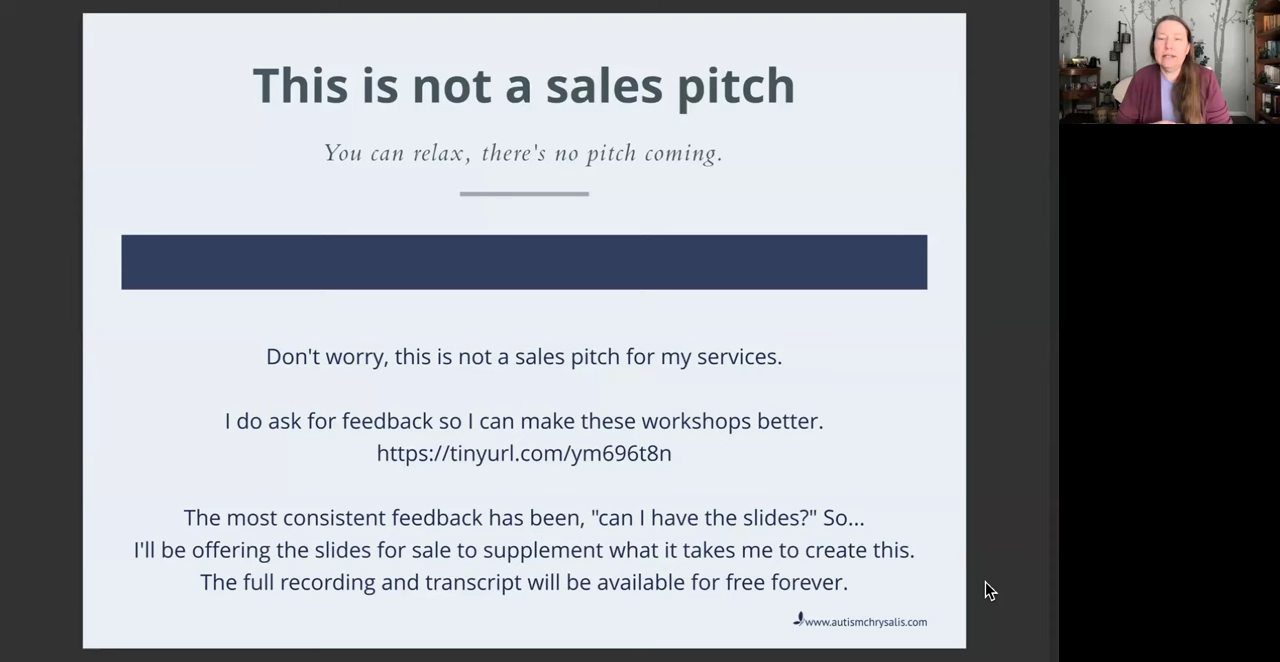 This is not a sales pitch
You can relax, there's no pitch coming.
Don't worry, this is not a sales pitch for my services.
I do ask for feedback so I can make these workshops better.
https://tinyurl.com/ym696t8n
The most consistent feedback has been, "can I have the slides?" So...
I'll be offering the slides for sale to supplement what it takes me to create this.
The full recording and transcript will be available for free forever.
www.autismchrysalis.com